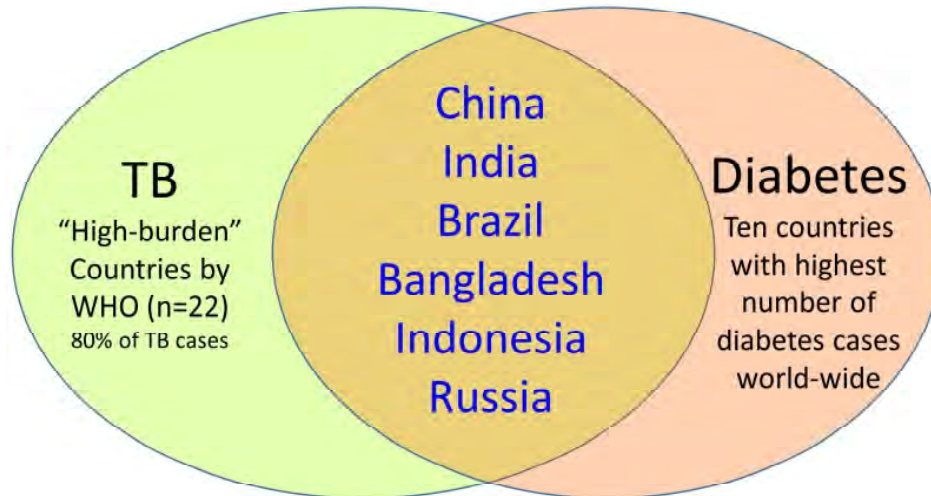 TB
“High-burden”
Countries by
WHO (n=22)
80% of TB cases
China
India
Brazil
Bangladesh
Indonesia
Russia
Diabetes
Ten countries
with highest
number of
diabetes cases
world-wide